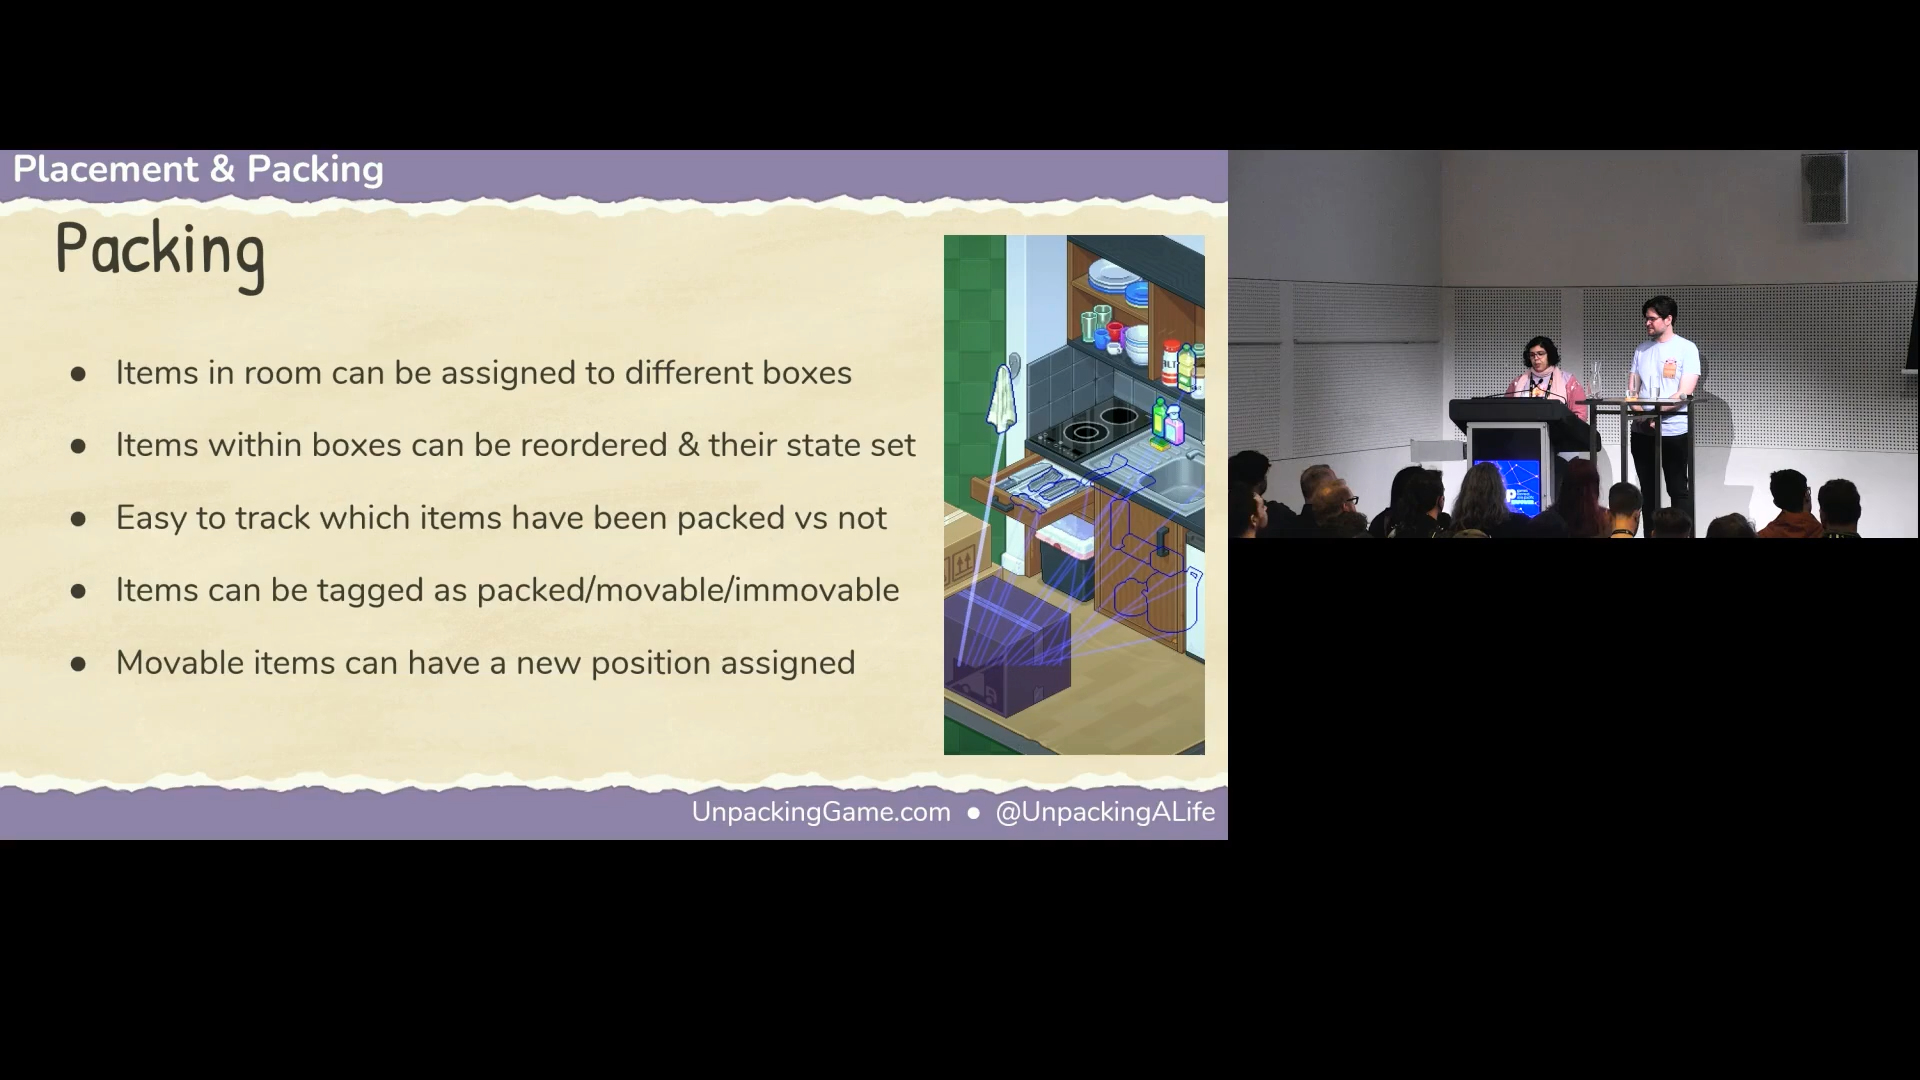 Placement & Packing
Packing
● Items in room can be assigned to different boxes
● Items within boxes can be reordered & their state set
● Easy to track which items have been packed vs not
● Items can be tagged as packed/movable/immovable
● Movable items can have a new position assigned
UnpackingGame.com ● @UnpackingALife